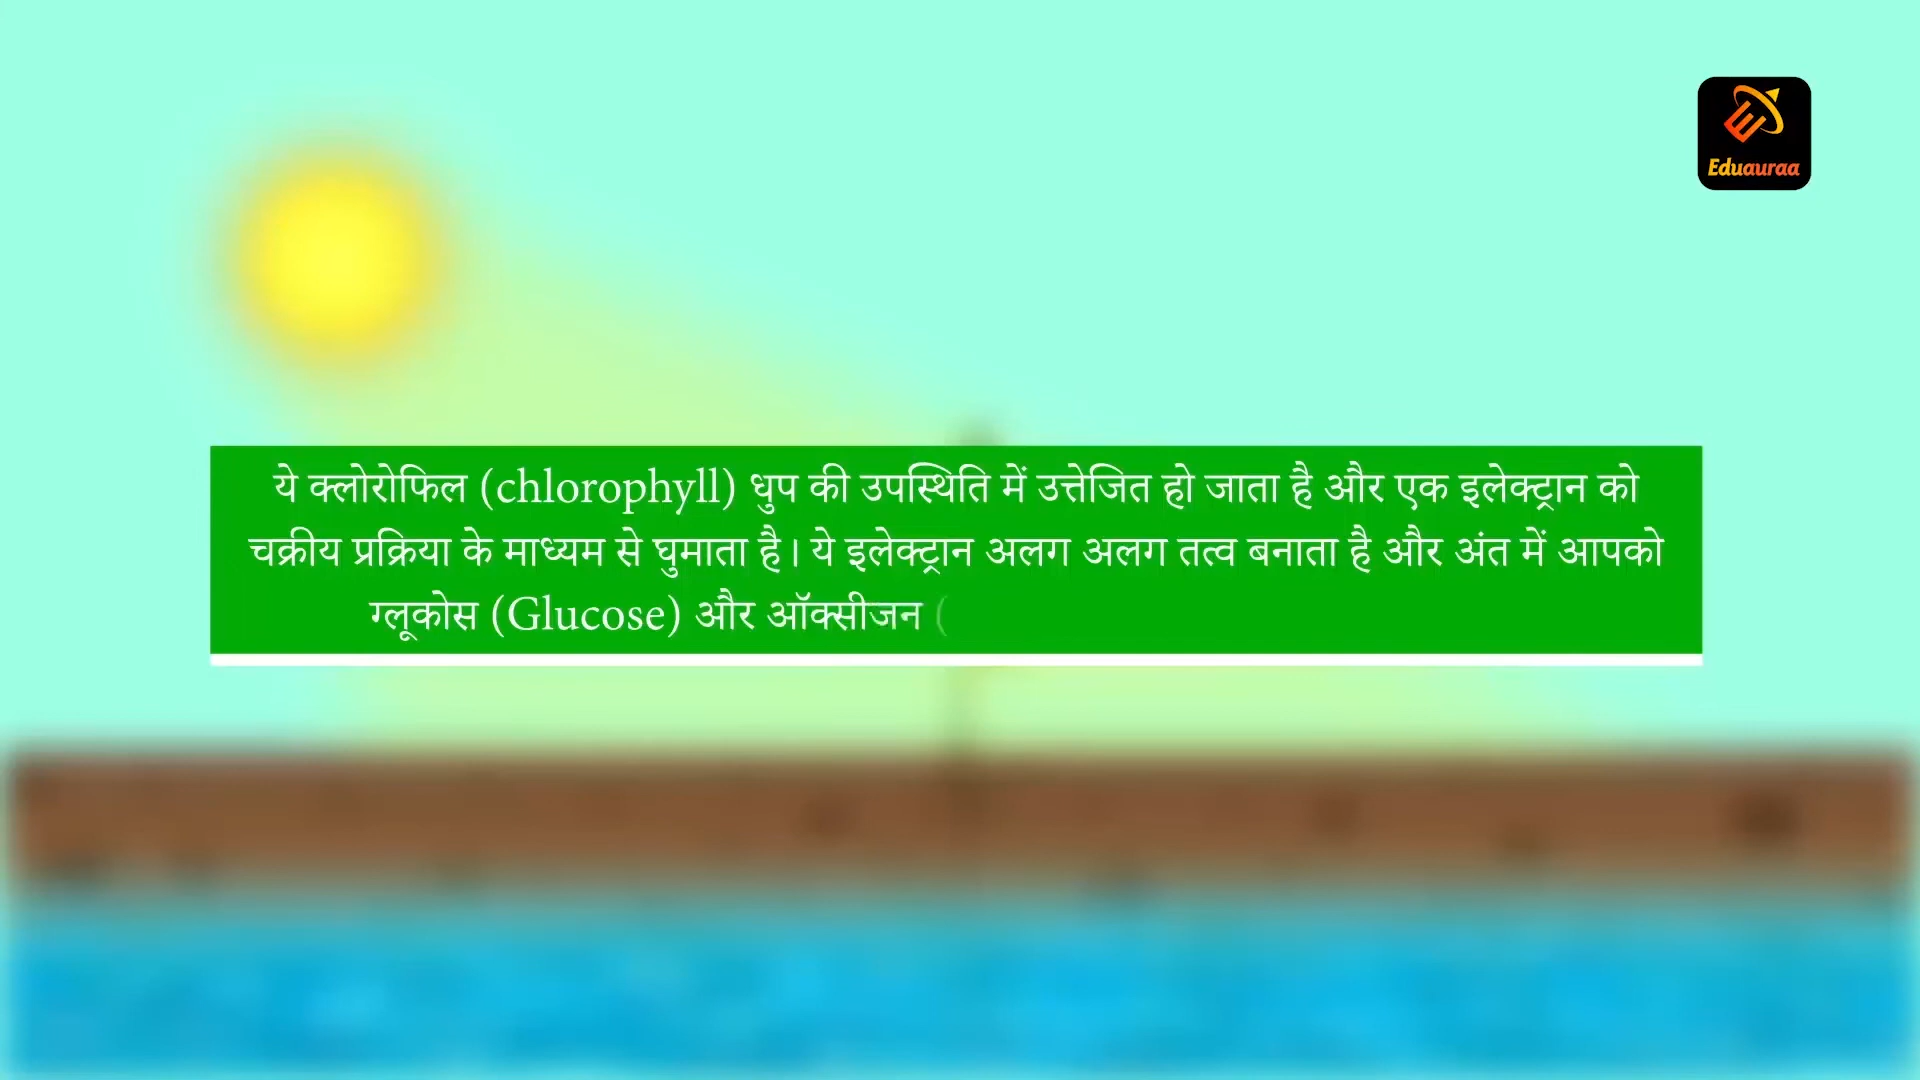 Eduauraa
ये क्लोरोफिल (chlorophyll) धुप की उपस्थिति में उत्तेजित हो जाता है और एक इलेक्ट्रान को
चक्रीय प्रक्रिया के माध्यम से घुमाता है। ये इलेक्ट्रान अलग अलग तत्व बनाता है और अंत में आपको
ग्लूकोस (Glucose) और ऑक्सीजन (